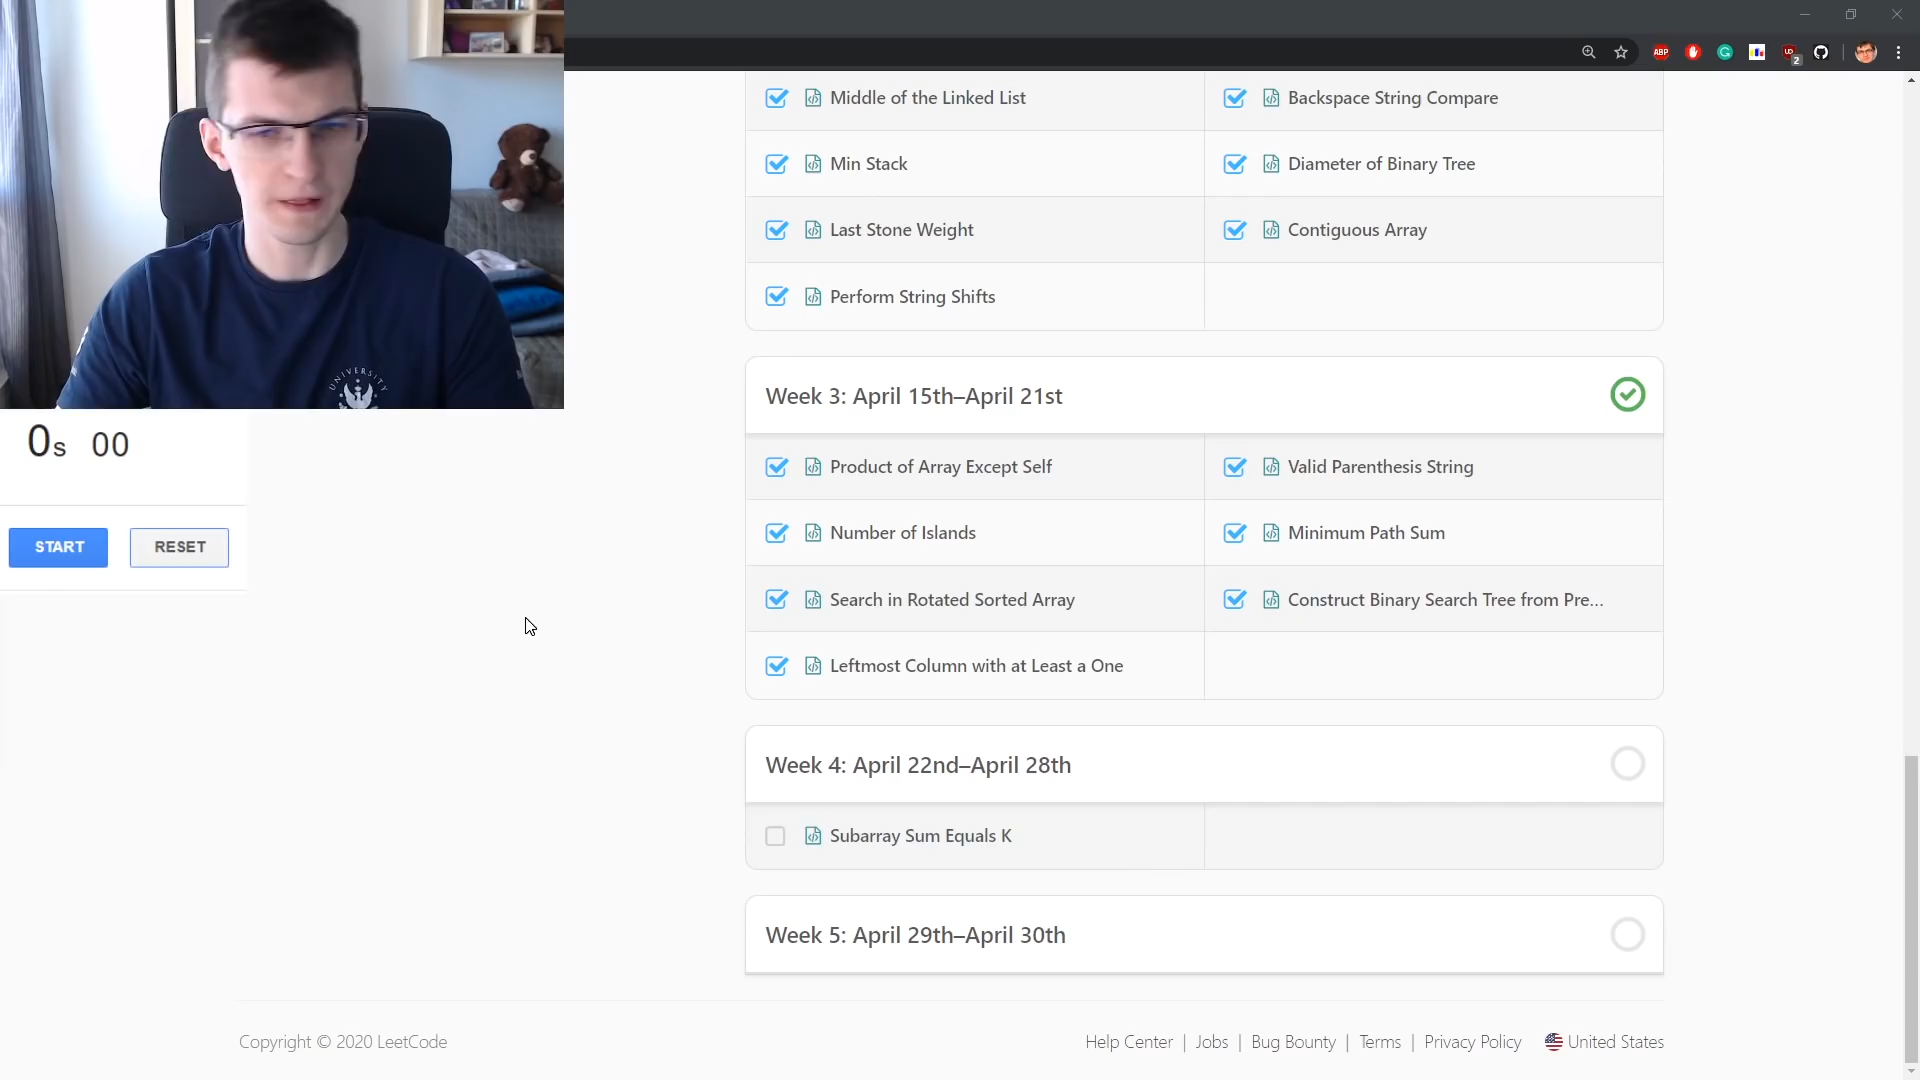 ABP
UD
2
Middle of the Linked List
Backspace String Compare
Min Stack
Diameter of Binary Tree
Last Stone Weight
Contiguous Array
Perform String Shifts
UNIVERSITY
0s 00
START
RESET
Week 3: April 15th–April 21st
Product of Array Except Self
Valid Parenthesis String
Number of Islands
Minimum Path Sum
Search in Rotated Sorted Array
Construct Binary Search Tree from Pre...
Leftmost Column with at Least a One
Week 4: April 22nd–April 28th
Subarray Sum Equals K
Week 5: April 29th–April 30th
Copyright © 2020 LeetCode
Help Center | Jobs | Bug Bounty | Terms | Privacy Policy United States